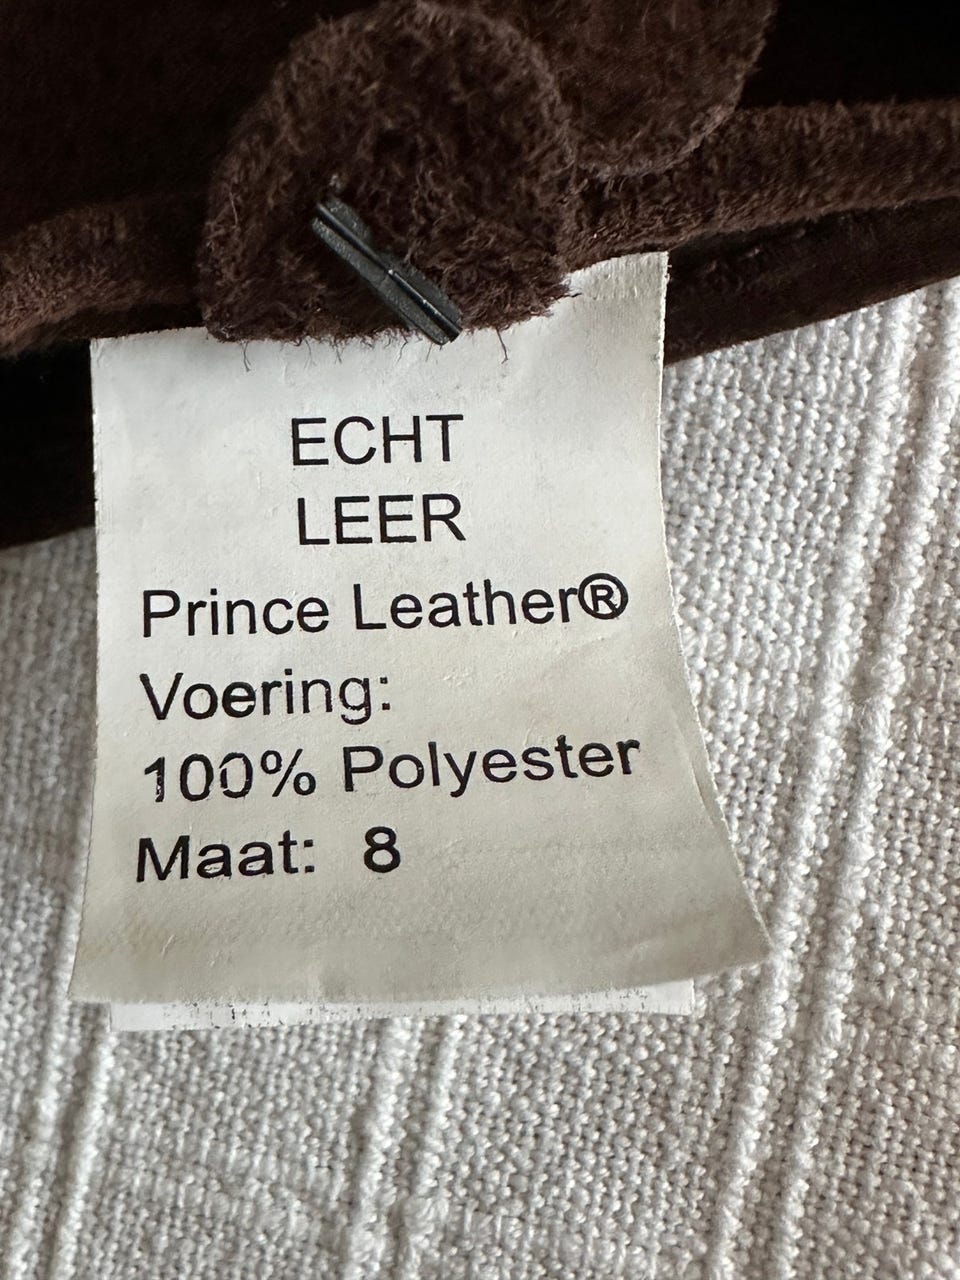 ECHT
LEER
Prince Leather®
Voering:
100% Polyester
Maat: 8